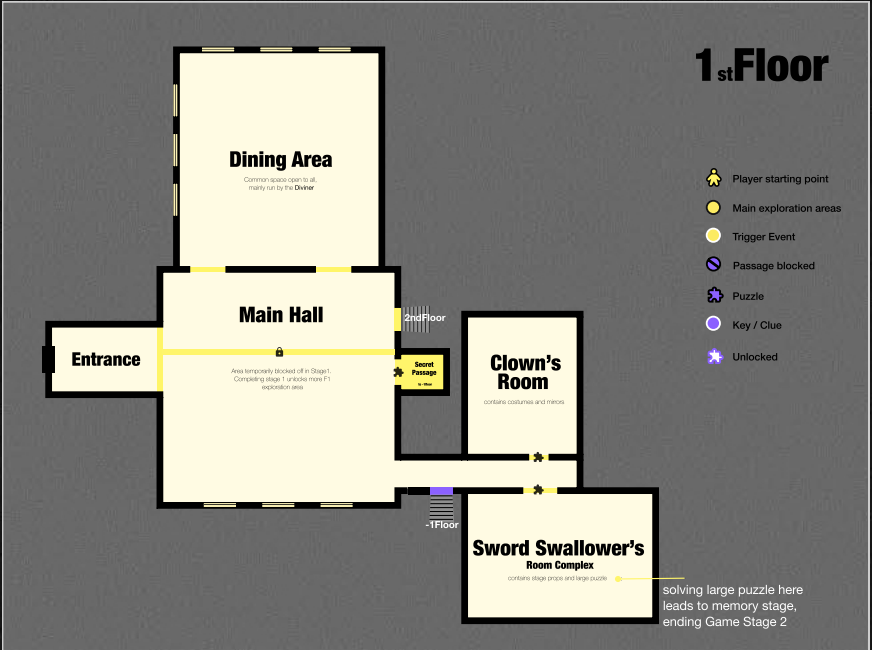 1stFloor
Dining Area
Common space open to all,
mainly run by the Diviner
Main Hall
2ndFloor
Entrance
Area temporarily blocked off in Stage1.
Completing stage 1 unlocks more F1
exploration area
Secret
Passage
Clown's
Room
contains costumes and mirrors
-1Floor
Sword Swallower's
Room Complex
contains stage props and large puzzle
solving large puzzle here
leads to memory stage,
ending Game Stage 2
Player starting point
Main exploration areas
Trigger Event
Passage blocked
Puzzle
Key / Clue
Unlocked